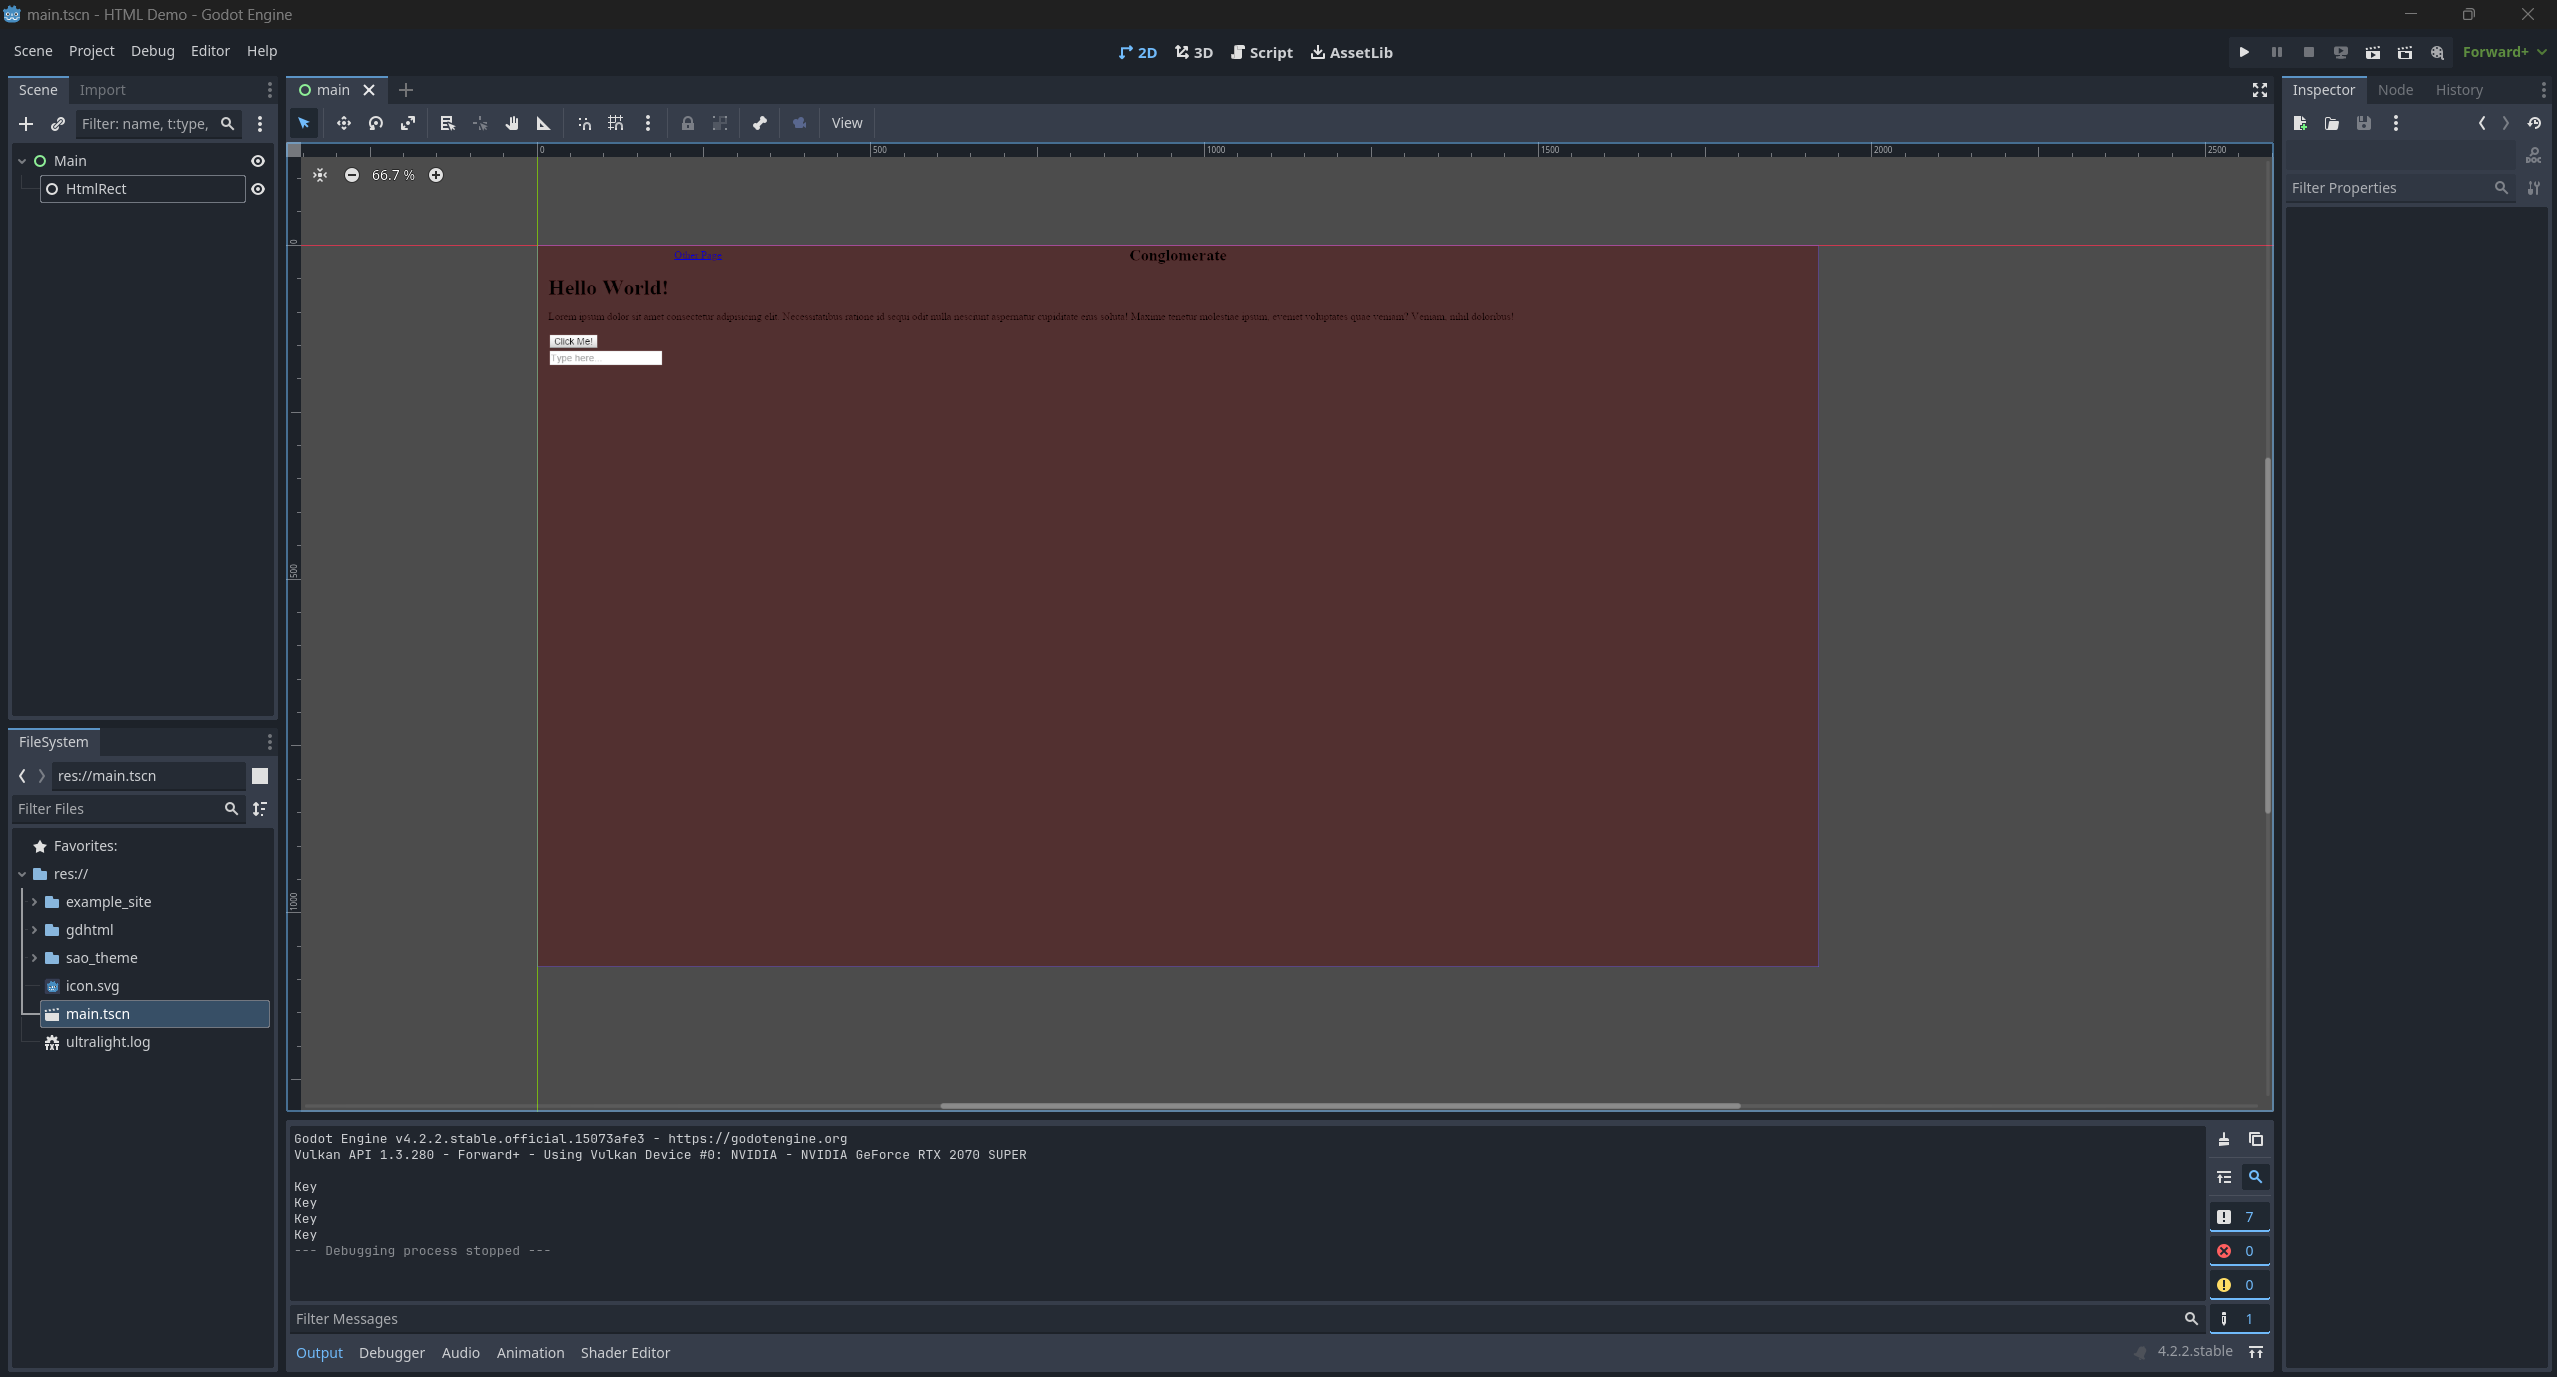 main.tscn - HTML Demo - Godot Engine
Scene Project Debug Editor Help
2D 3D Script AssetLib
Forward+
Scene Import
Filter: name, t:type,
Main
HtmlRect
main
View
0 500 1000 1500 2000 2500
66.7 %
0
500
1000
Other Page
Conglomerate
Hello World!
Lorem ipsum dolor sit amet consectetur adipisicing elit. Necessitatibus ratione id sequi odit nulla nesciunt aspernatur cupiditate eius soluta! Maxime tenetur molestiae ipsum, eveniet voluptates quae veniam? Veniam, nihil doloribus!
Click Me!
Type here...
Inspector Node History
DOC
Filter Properties
FileSystem
res://main.tscn
Filter Files
Favorites:
res://
example_site
gdhtml
sao_theme
icon.svg
main.tscn
ultralight.log
Godot Engine v4.2.2.stable.official.15073afe3 - https://godotengine.org
Vulkan API 1.3.280 - Forward+ - Using Vulkan Device #0: NVIDIA - NVIDIA GeForce RTX 2070 SUPER
Key
Key
Key
Key
--- Debugging process stopped ---
7
0
0
1
Filter Messages
Output Debugger Audio Animation Shader Editor
4.2.2.stable